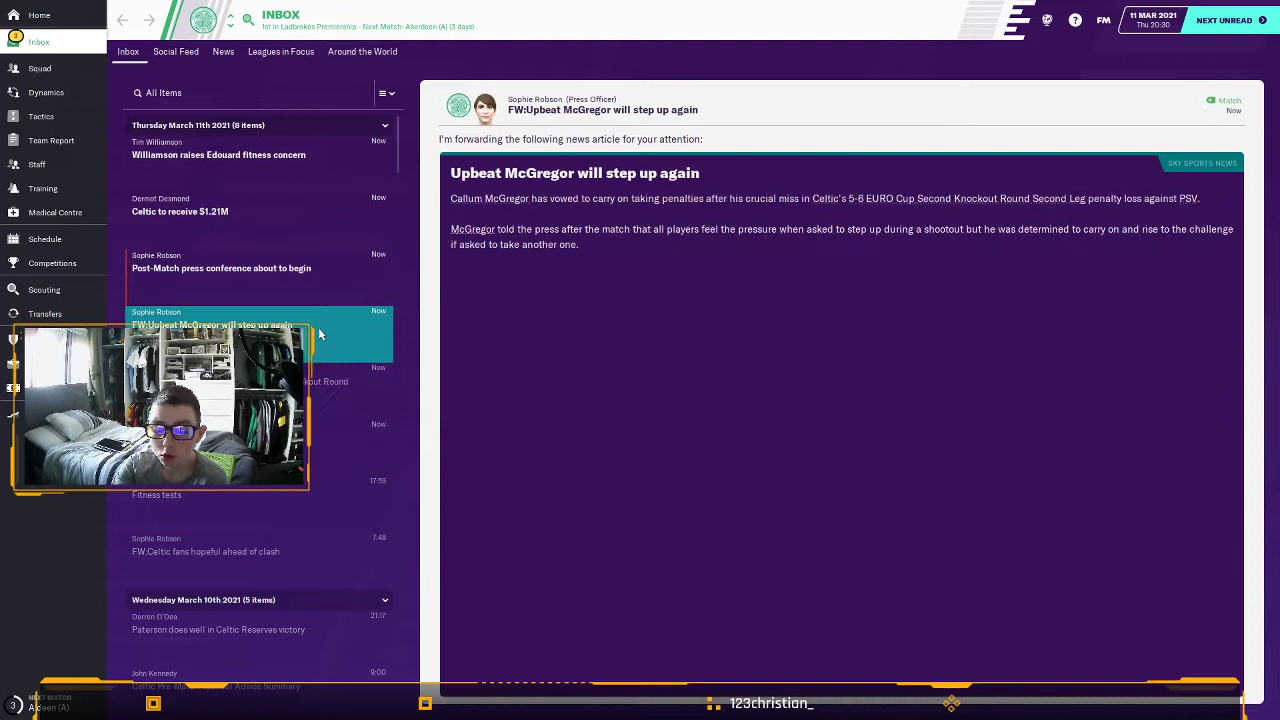 Home
INBOX
1st in Ladbrokes Premiership - Next Match: Aberdeen (A) (3 days)
FM
11 MAR 2021
Thu 20:30
NEXT UNREAD
3
Inbox
Squad
Dynamics
Tactics
Team Report
Staff
Training
Medical Centre
Schedule
Competitions
Scouting
Transfers
NEXT MATCH
Inbox
Social Feed
News
Leagues in Focus
Around the World
All Items
Thursday March 11th 2021 (8 items)
Tim Williamson
Now
Williamson raises Edouard fitness concern
Dermot Desmond
Now
Celtic to receive $1.21M
Sophie Robson
Now
Post-Match press conference about to begin
Sophie Robson
Now
FW:Upbeat McGregor will step up again
Now
Round
Now
17:59
Fitness tests
Sophie Robson
7:48
FW:Celtic fans hopeful ahead of clash
Wednesday March 10th 2021 (5 items)
Darren O'Dea
21:17
Paterson does well in Celtic Reserves victory
John Kennedy
9:00
Celtic Pre-Match Advice Summary
Sophie Robson (Press Officer)
FW:Upbeat McGregor will step up again
Match
Now
I'm forwarding the following news article for your attention:
SKY SPORTS NEWS
Upbeat McGregor will step up again
Callum McGregor has vowed to carry on taking penalties after his crucial miss in Celtic's 5-6 EURO Cup Second Knockout Round Second Leg penalty loss against PSV.
McGregor told the press after the match that all players feel the pressure when asked to step up during a shootout but he was determined to carry on and rise to the challenge
if asked to take another one.
123christian_